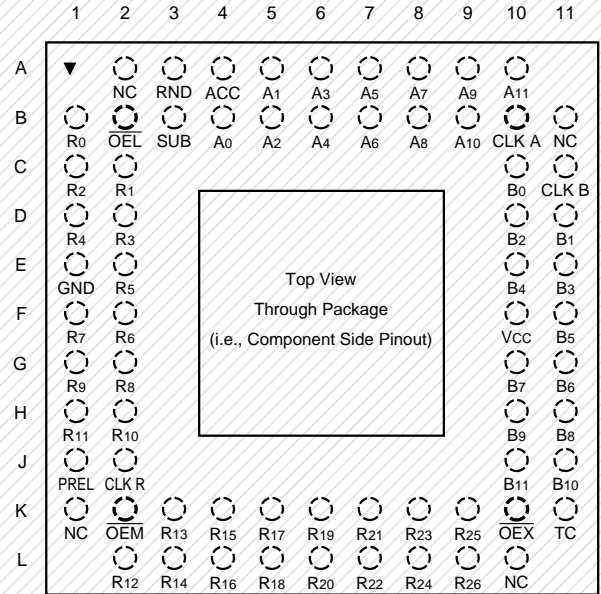 1 2 3 4 5 6 7 8 9 10 11
A
NC RND ACC A1 A3 A5 A7 A9 A11
B
R0 OEL SUB A0 A2 A4 A6 A8 A10 CLK A NC
C
R2 R1 B0 CLK B
D
R4 R3 B2 B1
E
GND R5 B4 B3
F
R7 R6 VCC B5
G
R9 R8 B7 B6
H
R11 R10 B9 B8
J
PREL CLK R B11 B10
K
NC OEM R13 R15 R17 R19 R21 R23 R25 OEX TC
L
R12 R14 R16 R18 R20 R22 R24 R26 NC
Top View
Through Package
(i.e., Component Side Pinout)